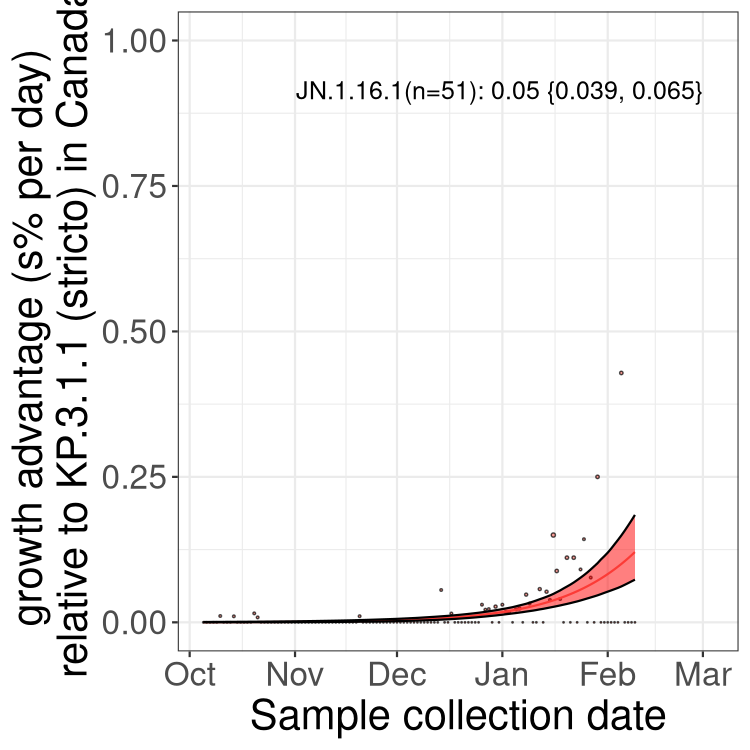 growth advantage (s% per day)
relative to KP.3.1.1 (stricto) in Canada
1.00
0.75
0.50
0.25
0.00
JN.1.16.1(n=51): 0.05 {0.039, 0.065}
Oct Nov Dec Jan Feb Mar
Sample collection date